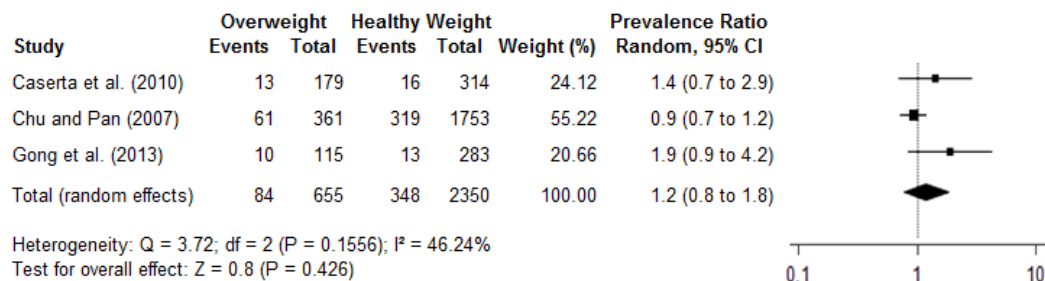 Overweight Healthy Weight Prevalence Ratio
Study Events Total Events Total Weight (%) Random, 95% CI
Caserta et al. (2010) 13 179 16 314 24.12 1.4 (0.7 to 2.9)
Chu and Pan (2007) 61 361 319 1753 55.22 0.9 (0.7 to 1.2)
Gong et al. (2013) 10 115 13 283 20.66 1.9 (0.9 to 4.2)
Total (random effects) 84 655 348 2350 100.00 1.2 (0.8 to 1.8)
Heterogeneity: Q = 3.72; df = 2 (P = 0.1556); I² = 46.24%
Test for overall effect: Z = 0.8 (P = 0.426)
0.1 1 10